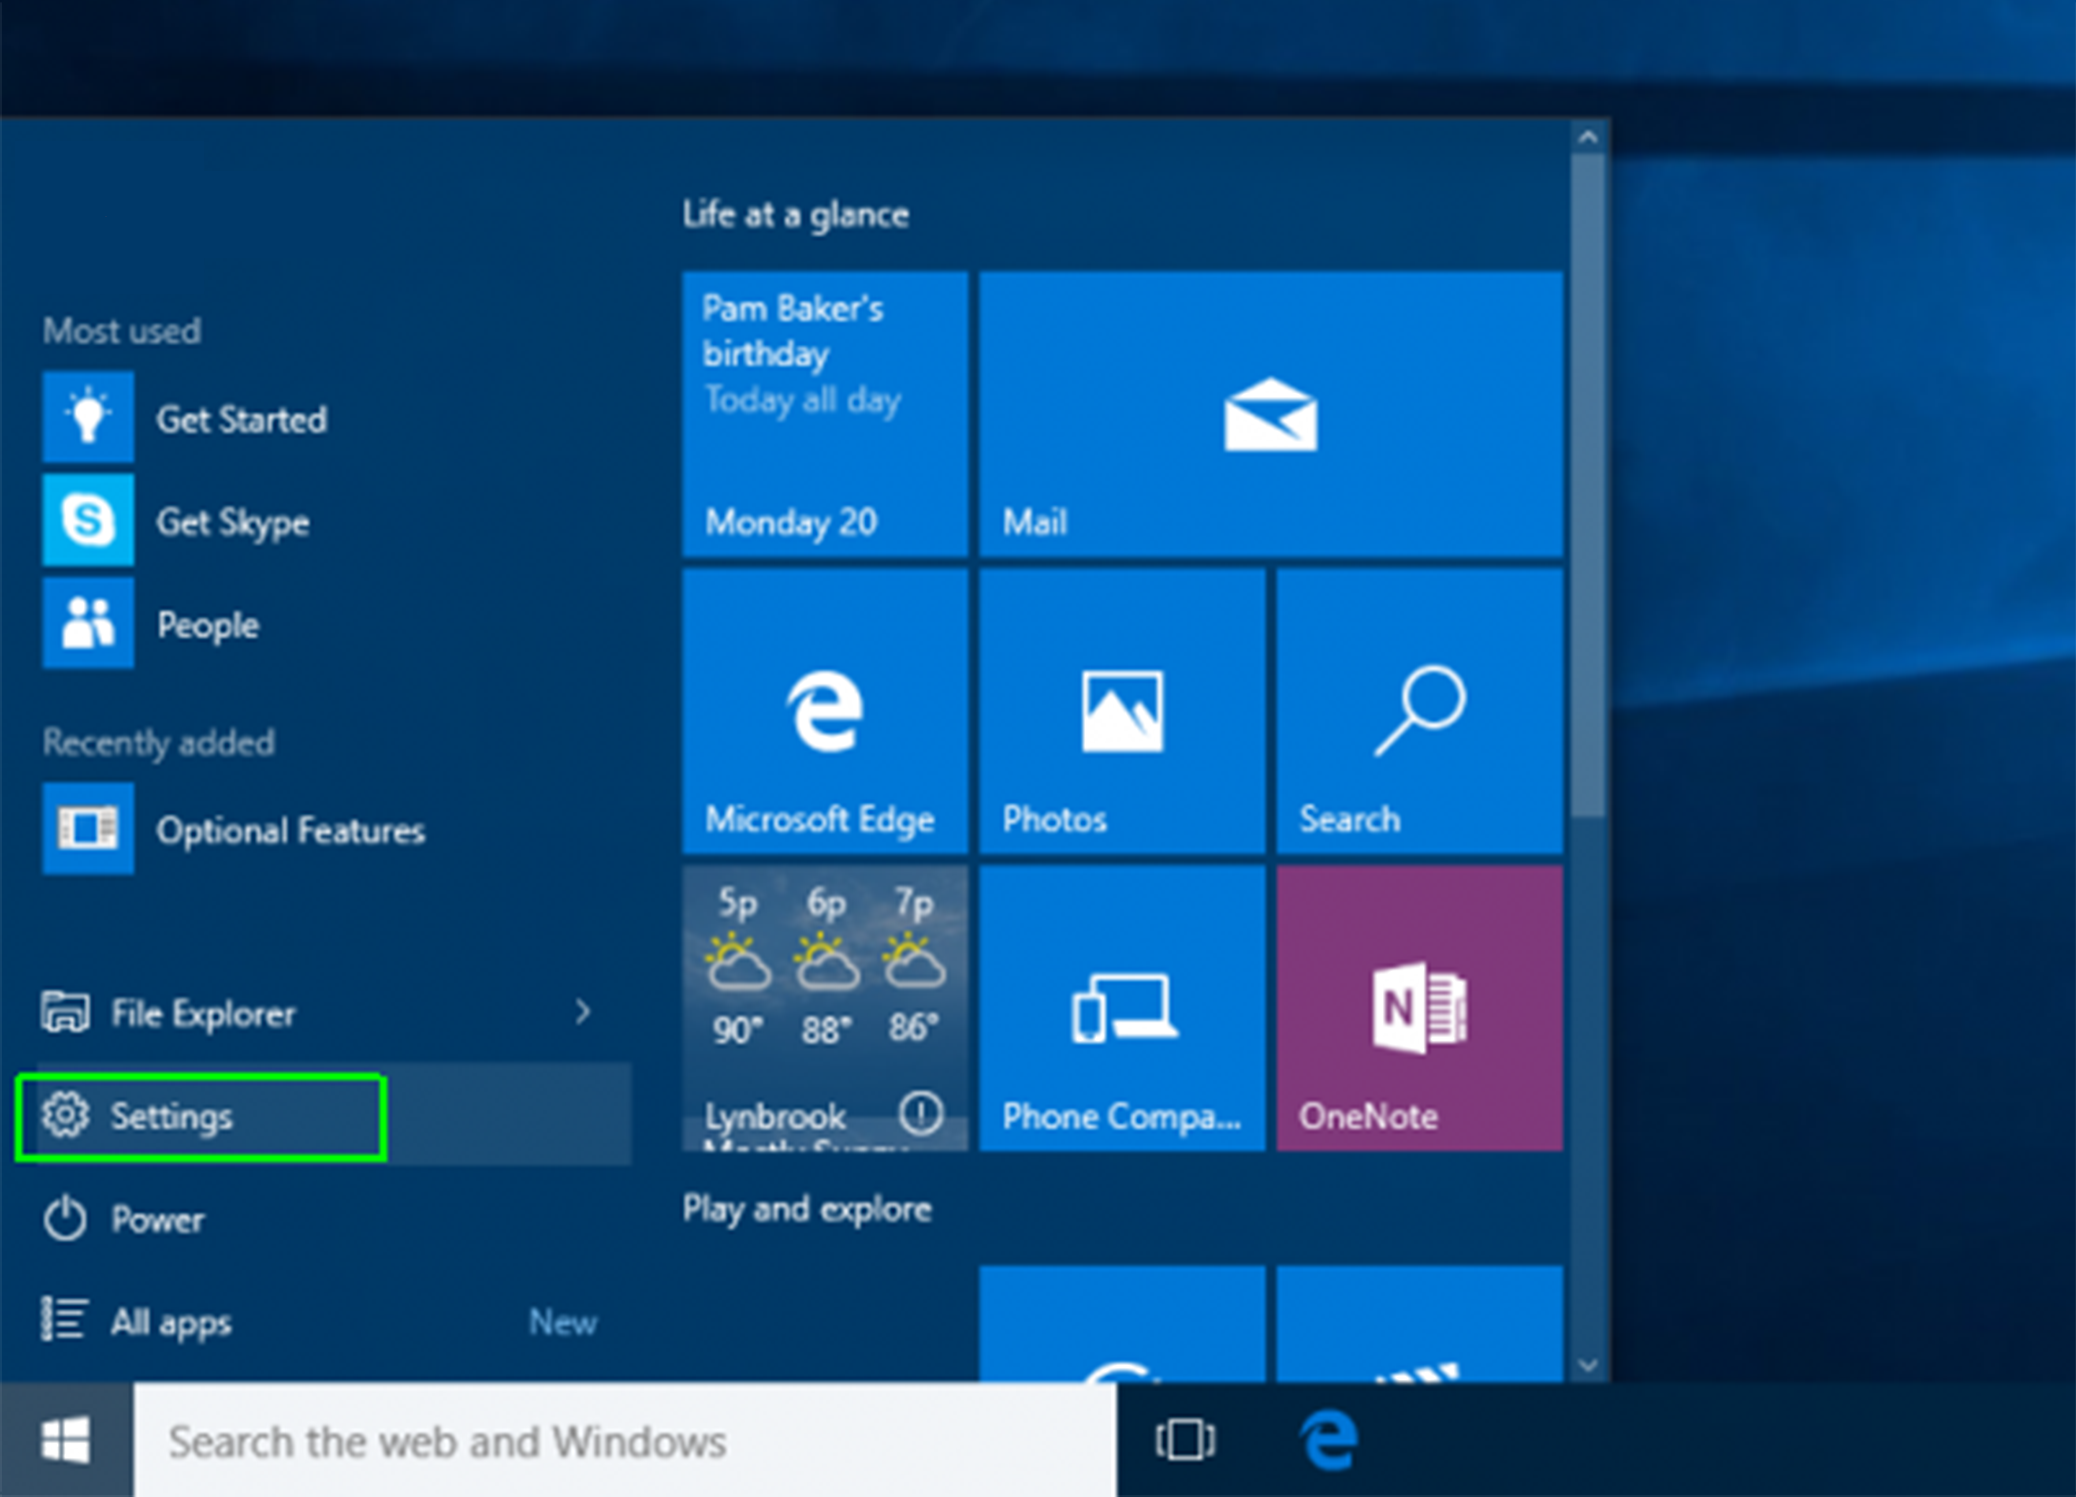 Life at a glance
Most used
Get Started
Get Skype
People
Recently added
Optional Features
File Explorer
Settings
Power
All apps
New
Pam Baker's
birthday
Today all day
Monday 20
Mail
Microsoft Edge
Photos
Search
5p 6p 7p
90° 88° 86°
Lynbrook
Mostly Sunny
Phone Compa...
N
OneNote
Play and explore
Search the web and Windows